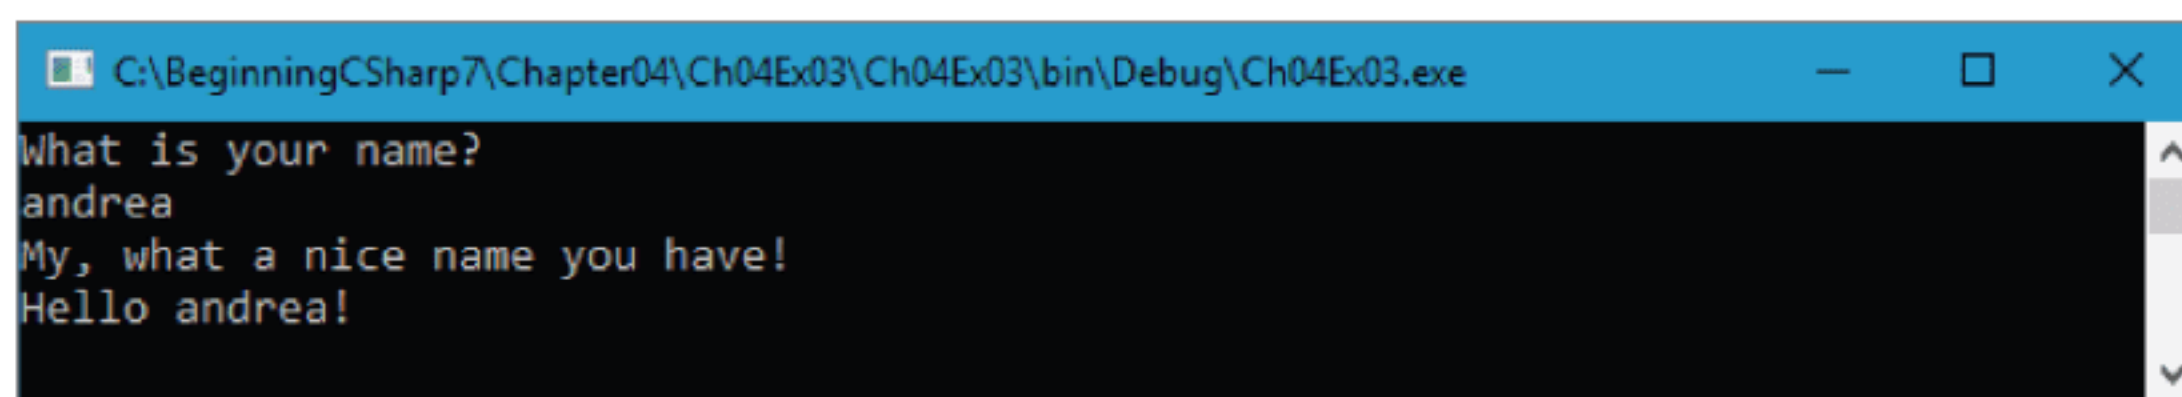 C:\BeginningCSharp7\Chapter04\Ch04Ex03\Ch04Ex03\bin\Debug\Ch04Ex03.exe
What is your name?
andrea
My, what a nice name you have!
Hello andrea!